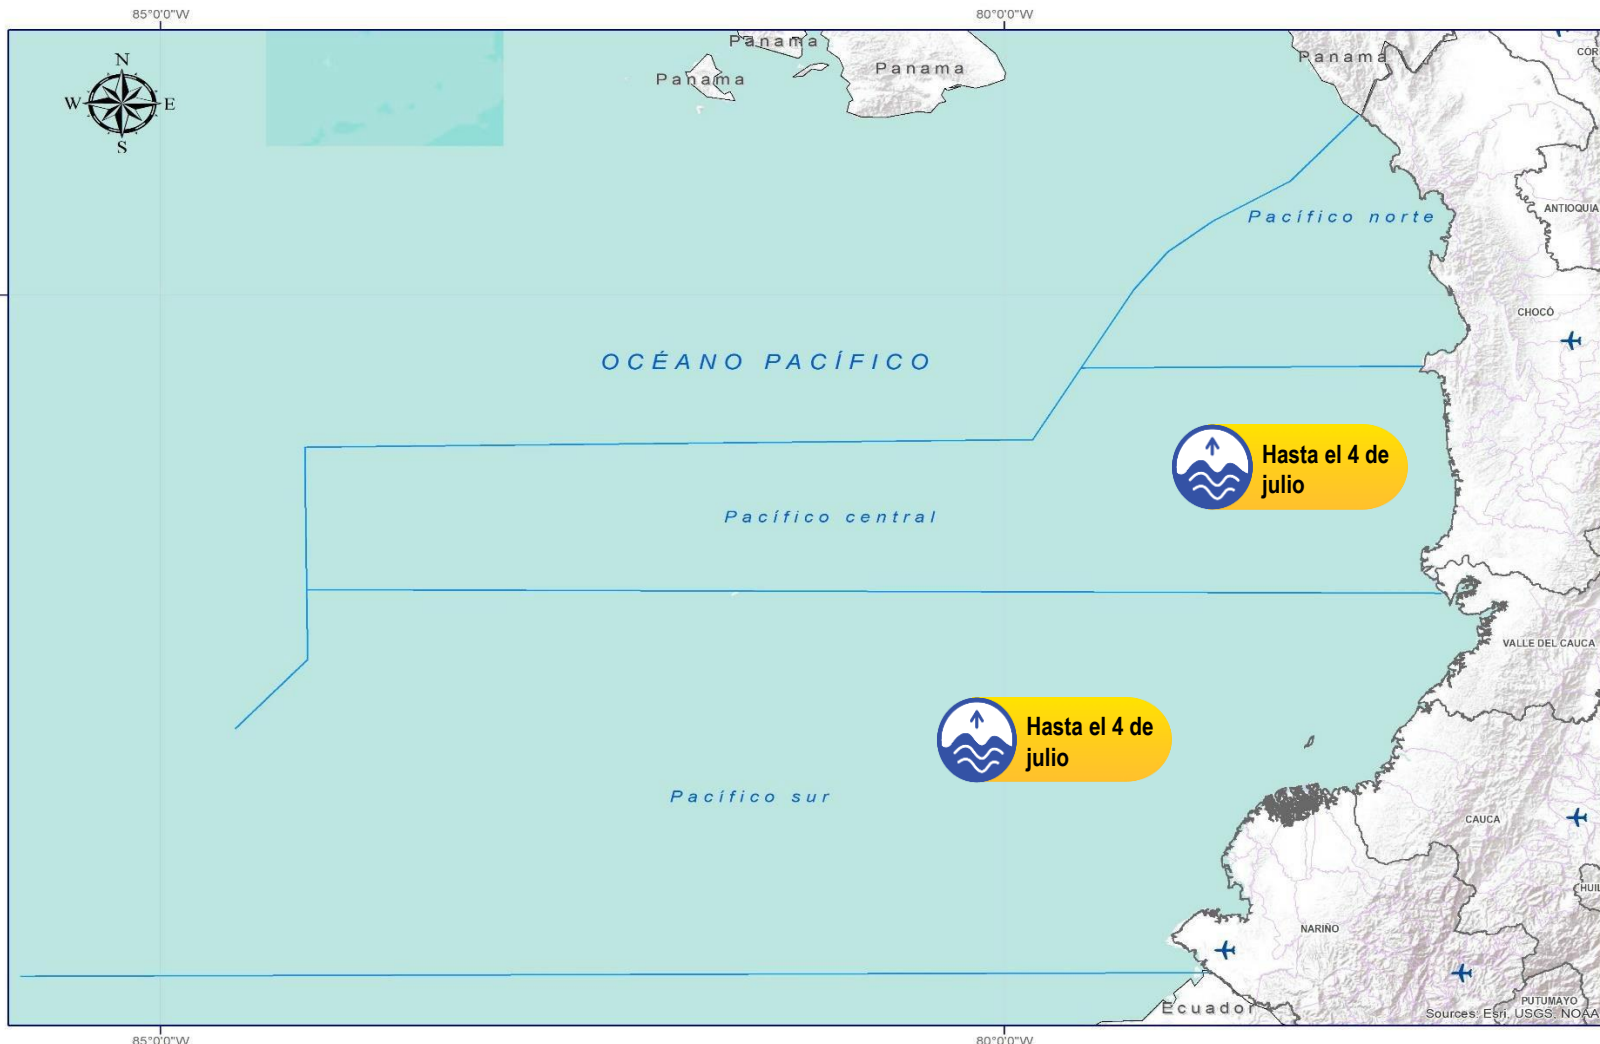 85°0'0"W
80°0'0"W
N
W
E
S
Panama
Panama
Panama
Panama
COR
ANTIOQUIA
Pacífico norte
CHOCÓ
OCÉANO PACÍFICO
Hasta el 4 de
julio
Pacífico central
VALLE DEL CAUCA
Hasta el 4 de
julio
Pacífico sur
CAUCA
HUIL
NARIÑO
PUTUMAYO
Ecuador
Sources: Esri, USGS, NOAA
85°0'0"W
80°0'0"W